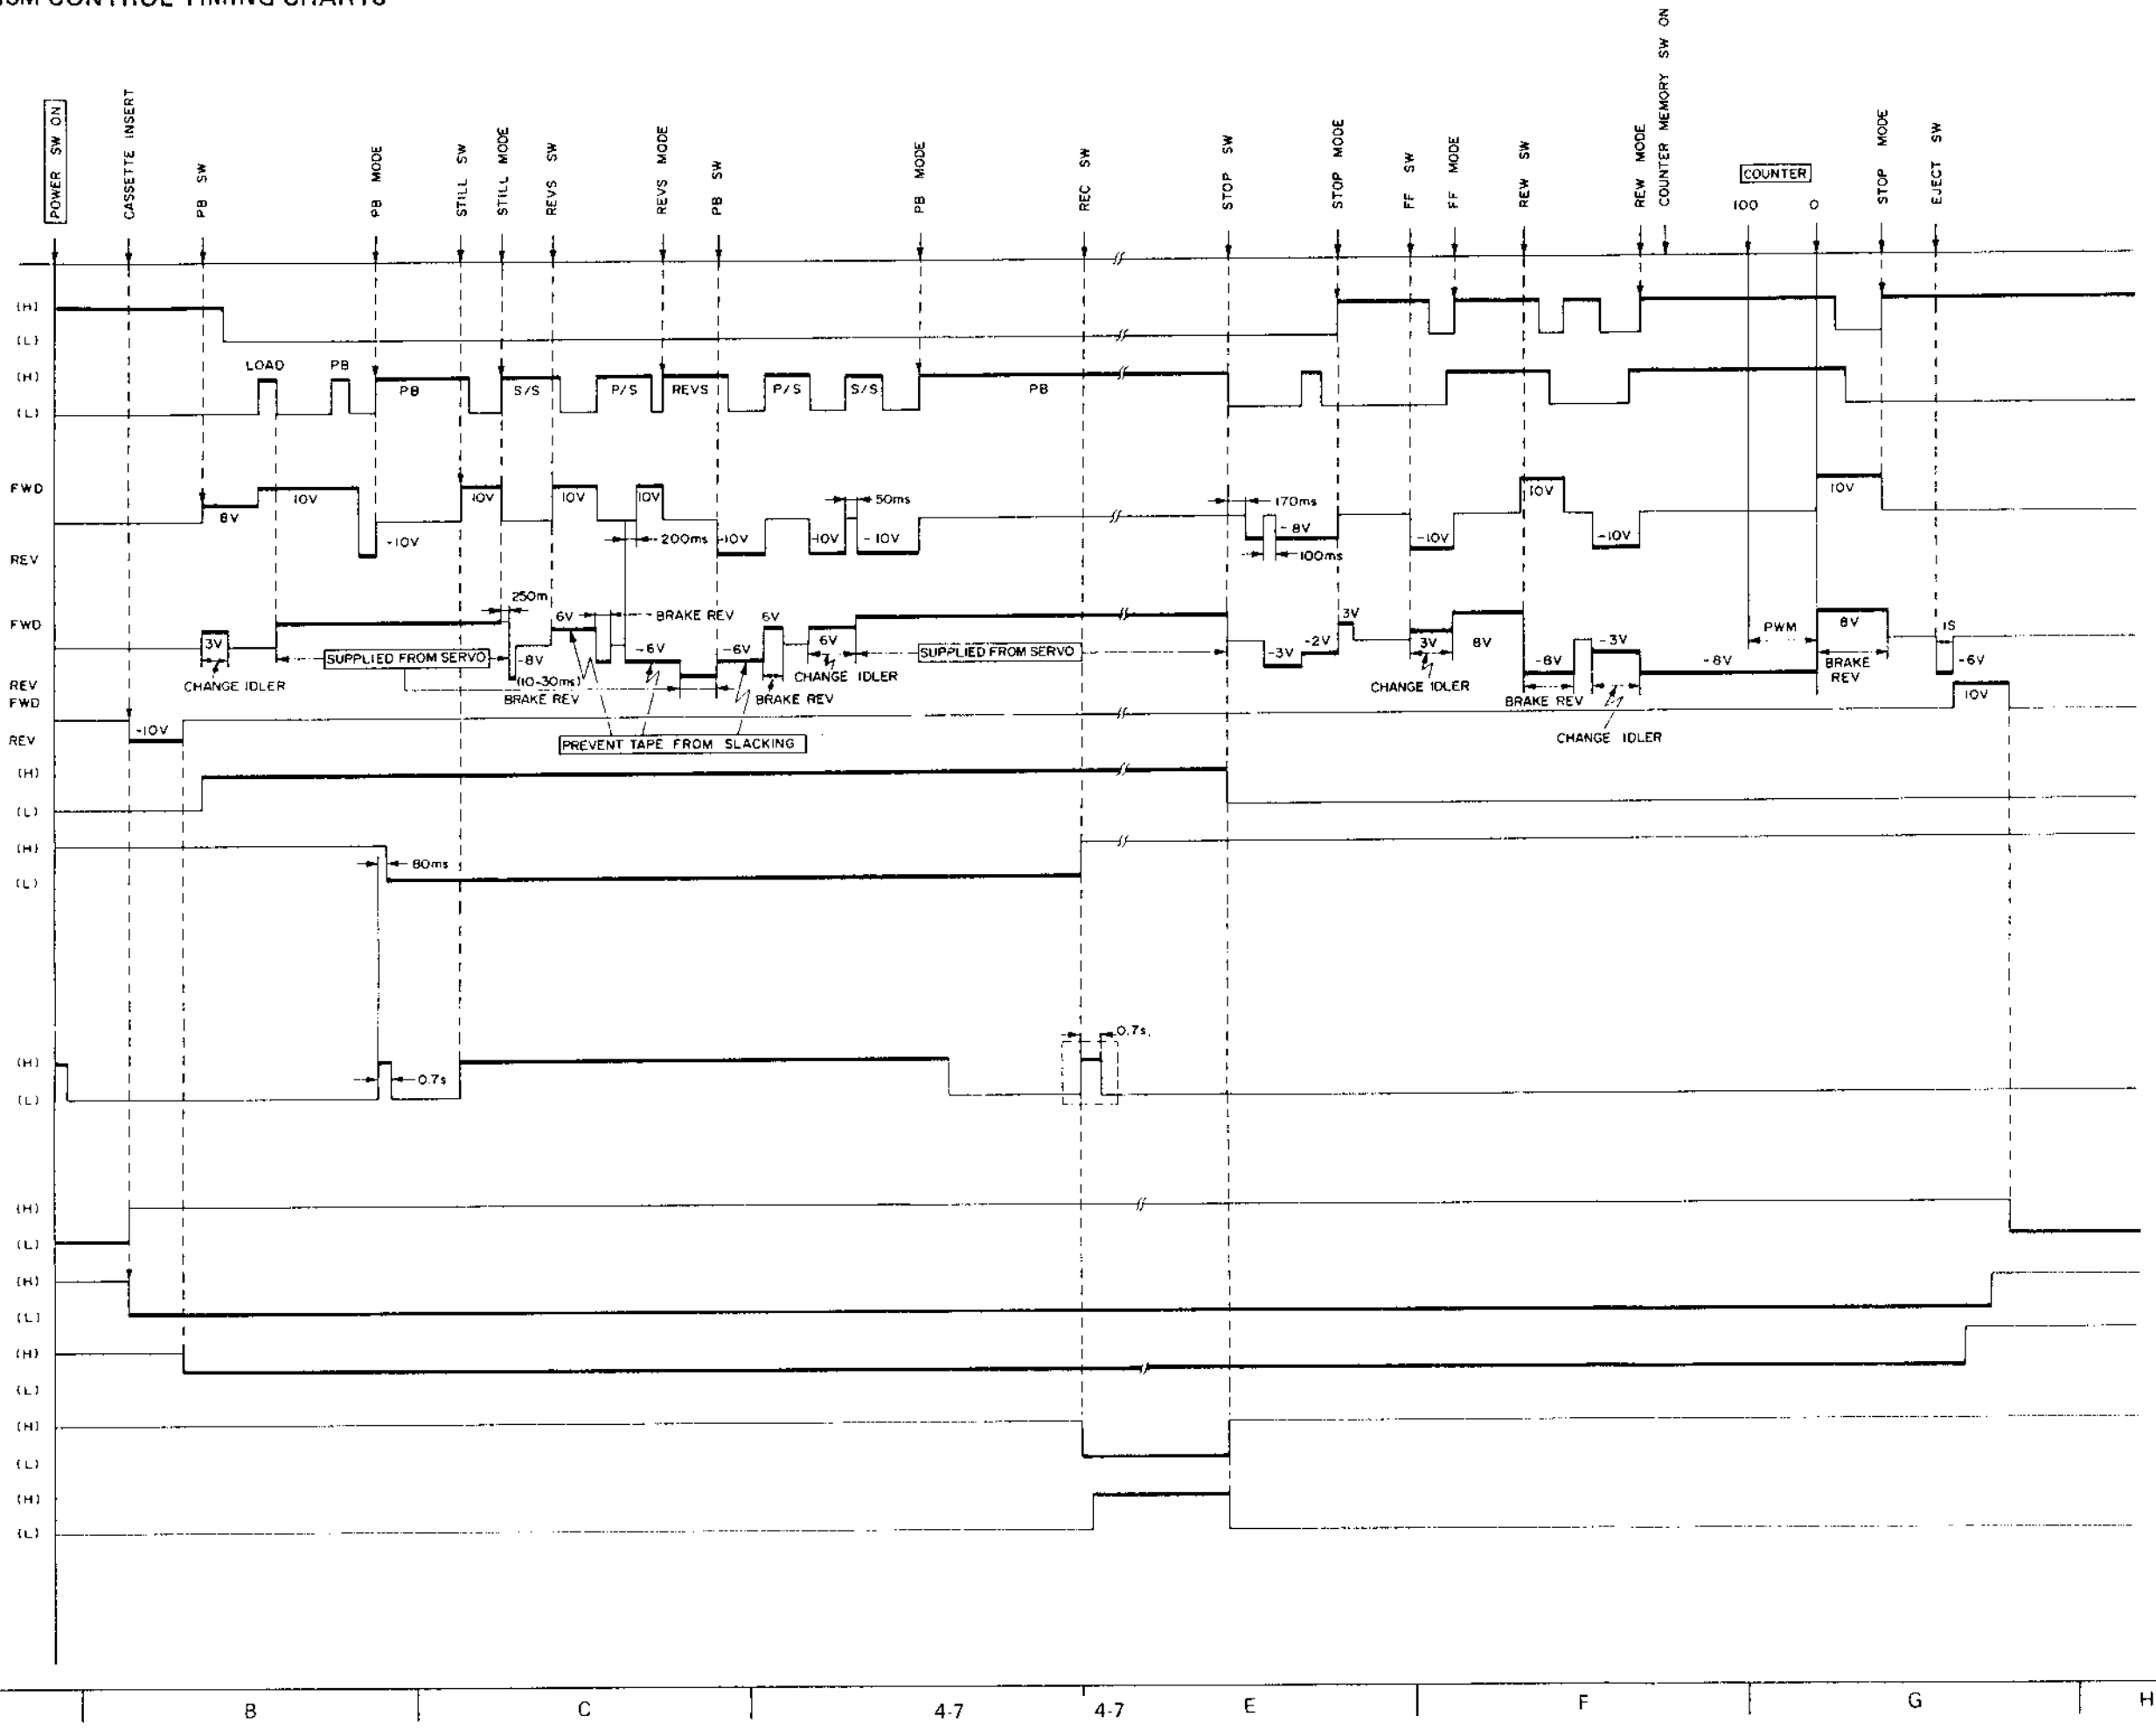 CONTROL TIMING CHARTS
POWER SW ON
CASSETTE INSERT
PB SW
PB MODE
STILL SW
STILL MODE
REVS SW
REVS MODE
PB SW
PB MODE
REC SW
STOP SW
STOP MODE
FF SW
FF MODE
REW SW
REW MODE
COUNTER MEMORY SW ON
COUNTER
100 0
STOP MODE
EJECT SW
(H)
(L)
LOAD PB
(H)
PB S/S P/S REVS P/S S/S PB
(L)
FWD
8V 10V -10V 10V 10V 10V -10V -10V -10V 50ms 170ms -8V -10V 10V -10V 10V
200ms 100ms
REV
250m 6V BRAKE REV 6V 3V
FWD
3V -8V -6V -6V 6V -3V -2V 3V 8V -8V -3V -8V PWM 8V 1S -6V
SUPPLIED FROM SERVO SUPPLIED FROM SERVO
CHANGE IDLER (10-30ms) BRAKE REV BRAKE REV CHANGE IDLER CHANGE IDLER BRAKE REV BRAKE REV
REV
FWD
-10V 10V
REV
PREVENT TAPE FROM SLACKING CHANGE IDLER
(H)
(L)
(H)
80ms
(L)
0.7s.
(H)
0.7s
(L)
(H)
(L)
(H)
(L)
(H)
(L)
(H)
(L)
(H)
(L)
B C 4-7 4-7 E F G H